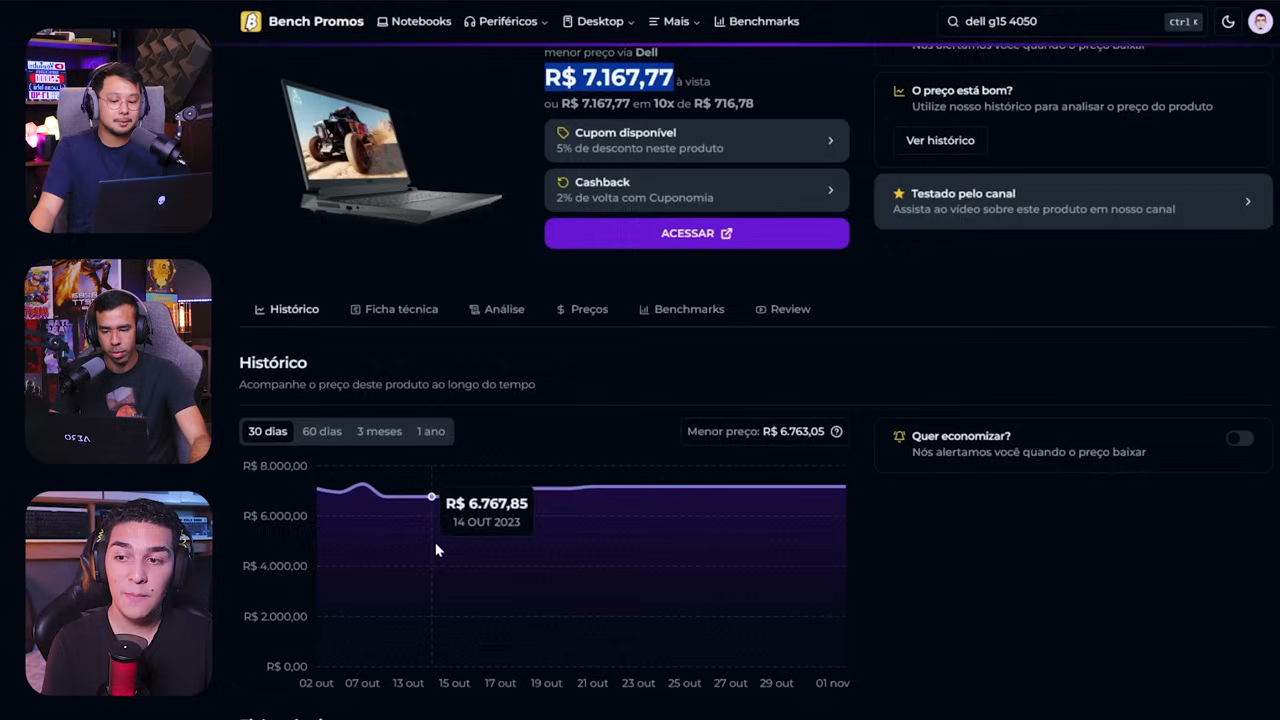 Bench Promos
Notebooks
Periféricos
Desktop
Mais
Benchmarks
dell g15 4050
Ctrl K
menor preço via Dell
R$ 7.167,77 à vista
ou R$ 7.167,77 em 10x de R$ 716,78
Cupom disponível
5% de desconto neste produto
Cashback
2% de volta com Cuponomia
ACESSAR
Nós alertamos você quando o preço baixar
O preço está bom?
Utilize nosso histórico para analisar o preço do produto
Ver histórico
Testado pelo canal
Assista ao vídeo sobre este produto em nosso canal
Histórico
Ficha técnica
Análise
Preços
Benchmarks
Review
Histórico
Acompanhe o preço deste produto ao longo do tempo
30 dias
60 dias
3 meses
1 ano
Menor preço: R$ 6.763,05
Quer economizar?
Nós alertamos você quando o preço baixar
R$ 8.000,00
R$ 6.000,00
R$ 4.000,00
R$ 2.000,00
R$ 0,00
R$ 6.767,85
14 OUT 2023
02 out
07 out
13 out
15 out
17 out
19 out
21 out
23 out
25 out
27 out
29 out
01 nov